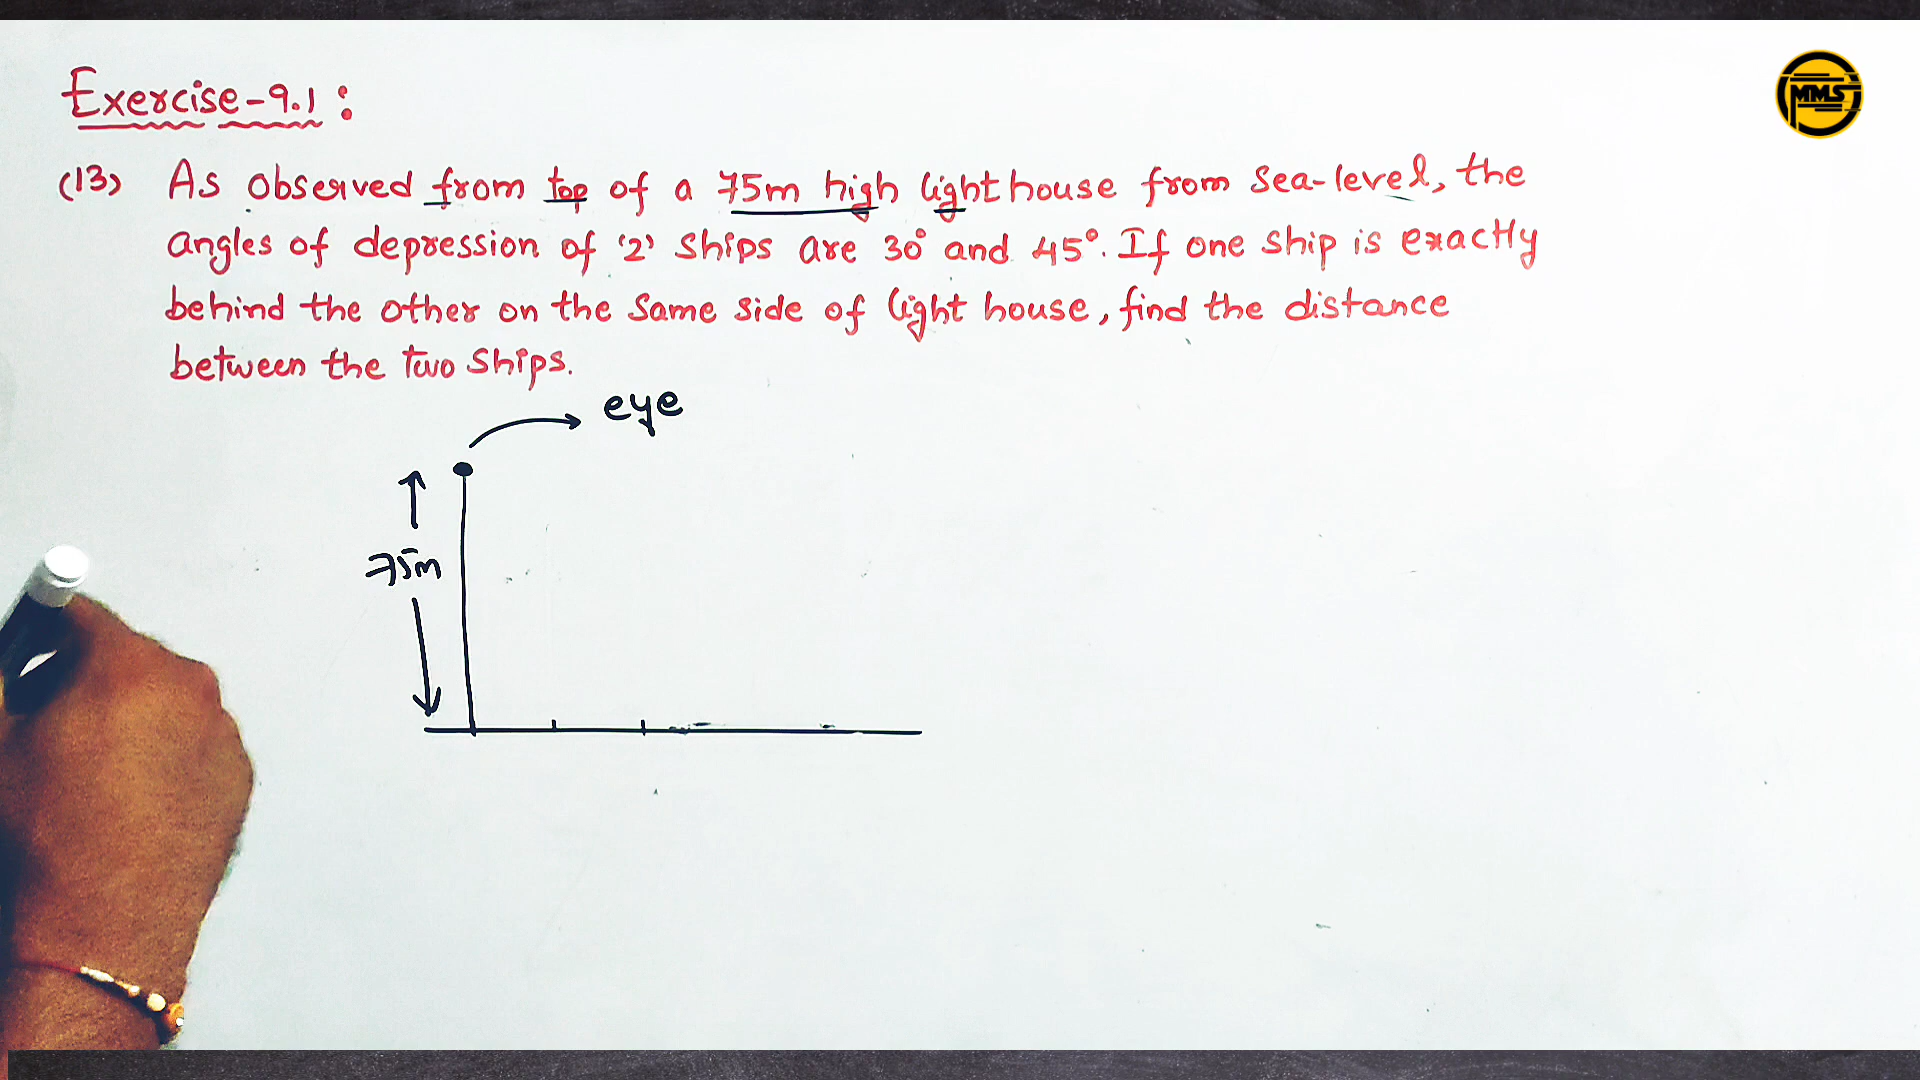 Exercise-9.1:
(13) As observed from top of a 75m high light house from sea-level, the
angles of depression of '2' ships are 30° and 45°. If one ship is exactly
behind the other on the same side of light house, find the distance
between the two ships.
eye
75m
MMS